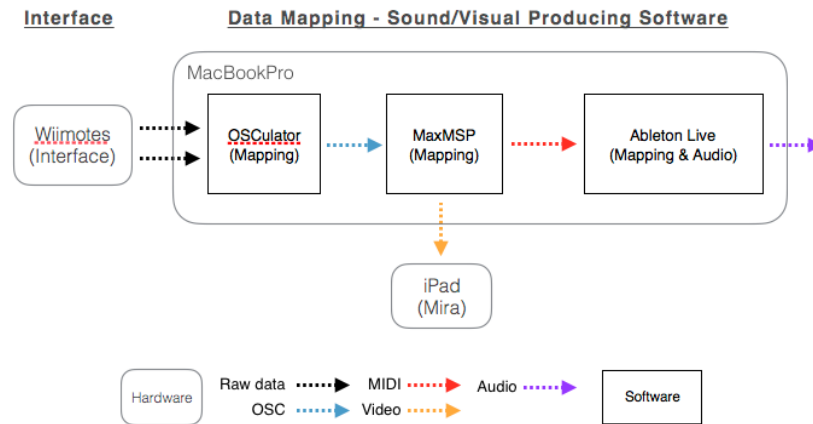 Interface
Data Mapping - Sound/Visual Producing Software
MacBookPro
Wiimotes
(Interface)
OSCulator
(Mapping)
MaxMSP
(Mapping)
Ableton Live
(Mapping & Audio)
iPad
(Mira)
Hardware
Raw data
MIDI
Audio
OSC
Video
Software